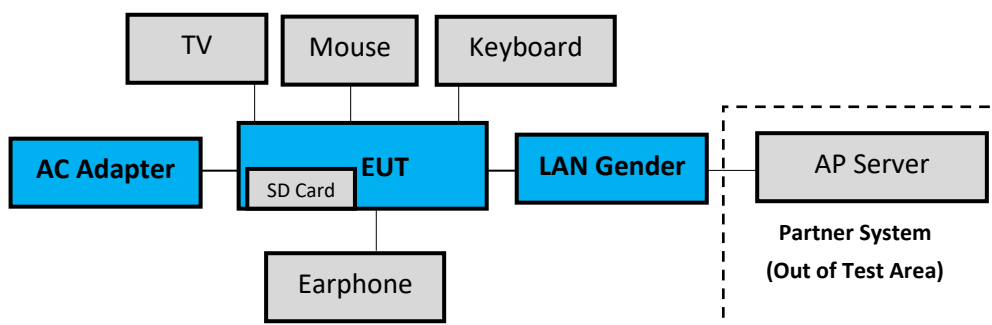 TV
Mouse
Keyboard
AC Adapter
EUT
SD Card
LAN Gender
AP Server
Partner System
(Out of Test Area)
Earphone